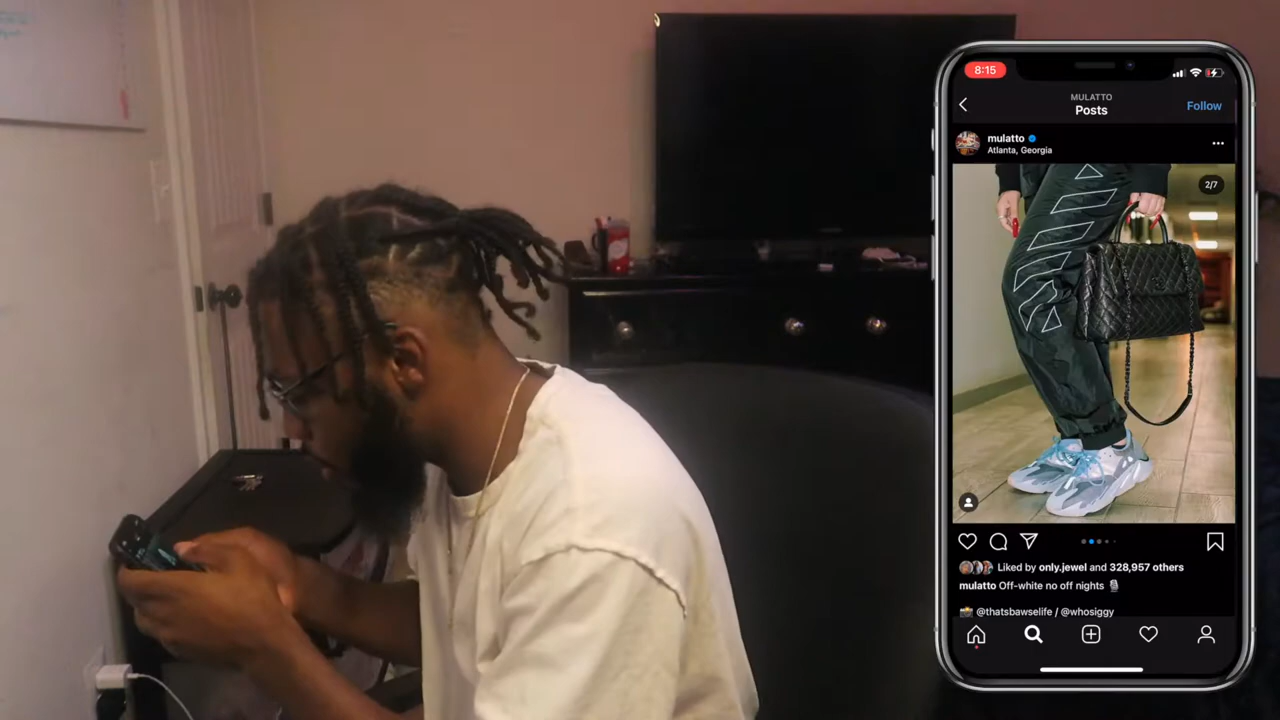 8:15
MULATTO
Posts
Follow
mulatto
Atlanta, Georgia
2/7
Liked by only.jewel and 328,957 others
mulatto Off-white no off nights
@thatsbawselife / @whosiggy